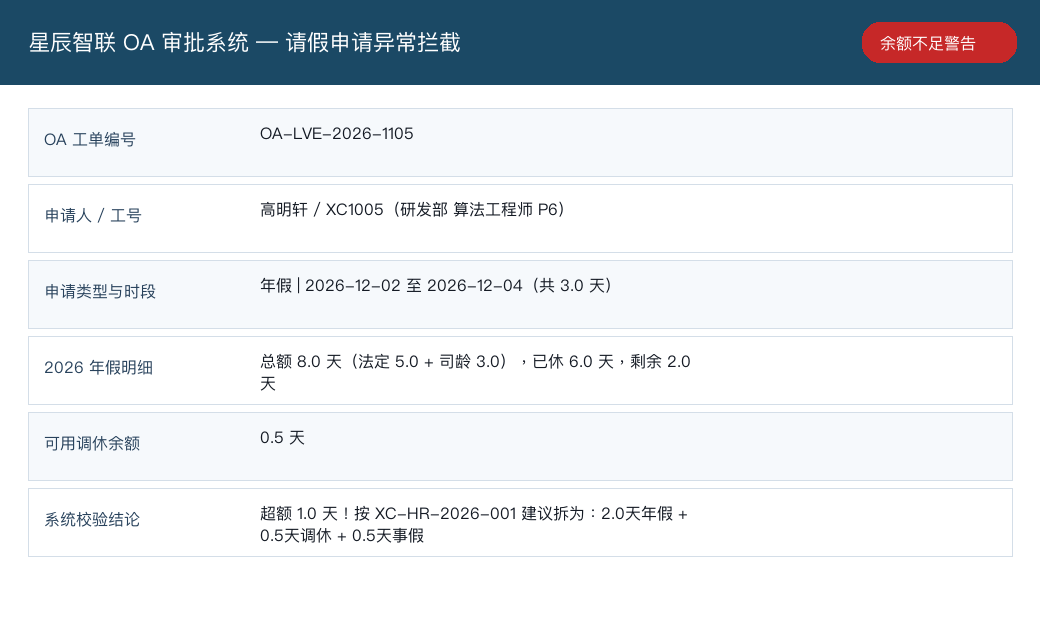 星辰智联 OA 审批系统 — 请假申请异常拦截
余额不足警告
OA 工单编号
OA-LVE-2026-1105
申请人 / 工号
高明轩 / XC1005（研发部 算法工程师 P6）
申请类型与时段
年假 | 2026-12-02 至 2026-12-04（共 3.0 天）
2026 年假明细
总额 8.0 天（法定 5.0 + 司龄 3.0），已休 6.0 天，剩余 2.0
天
可用调休余额
0.5 天
系统校验结论
超额 1.0 天！按 XC-HR-2026-001 建议拆为：2.0天年假 +
0.5天调休 + 0.5天事假